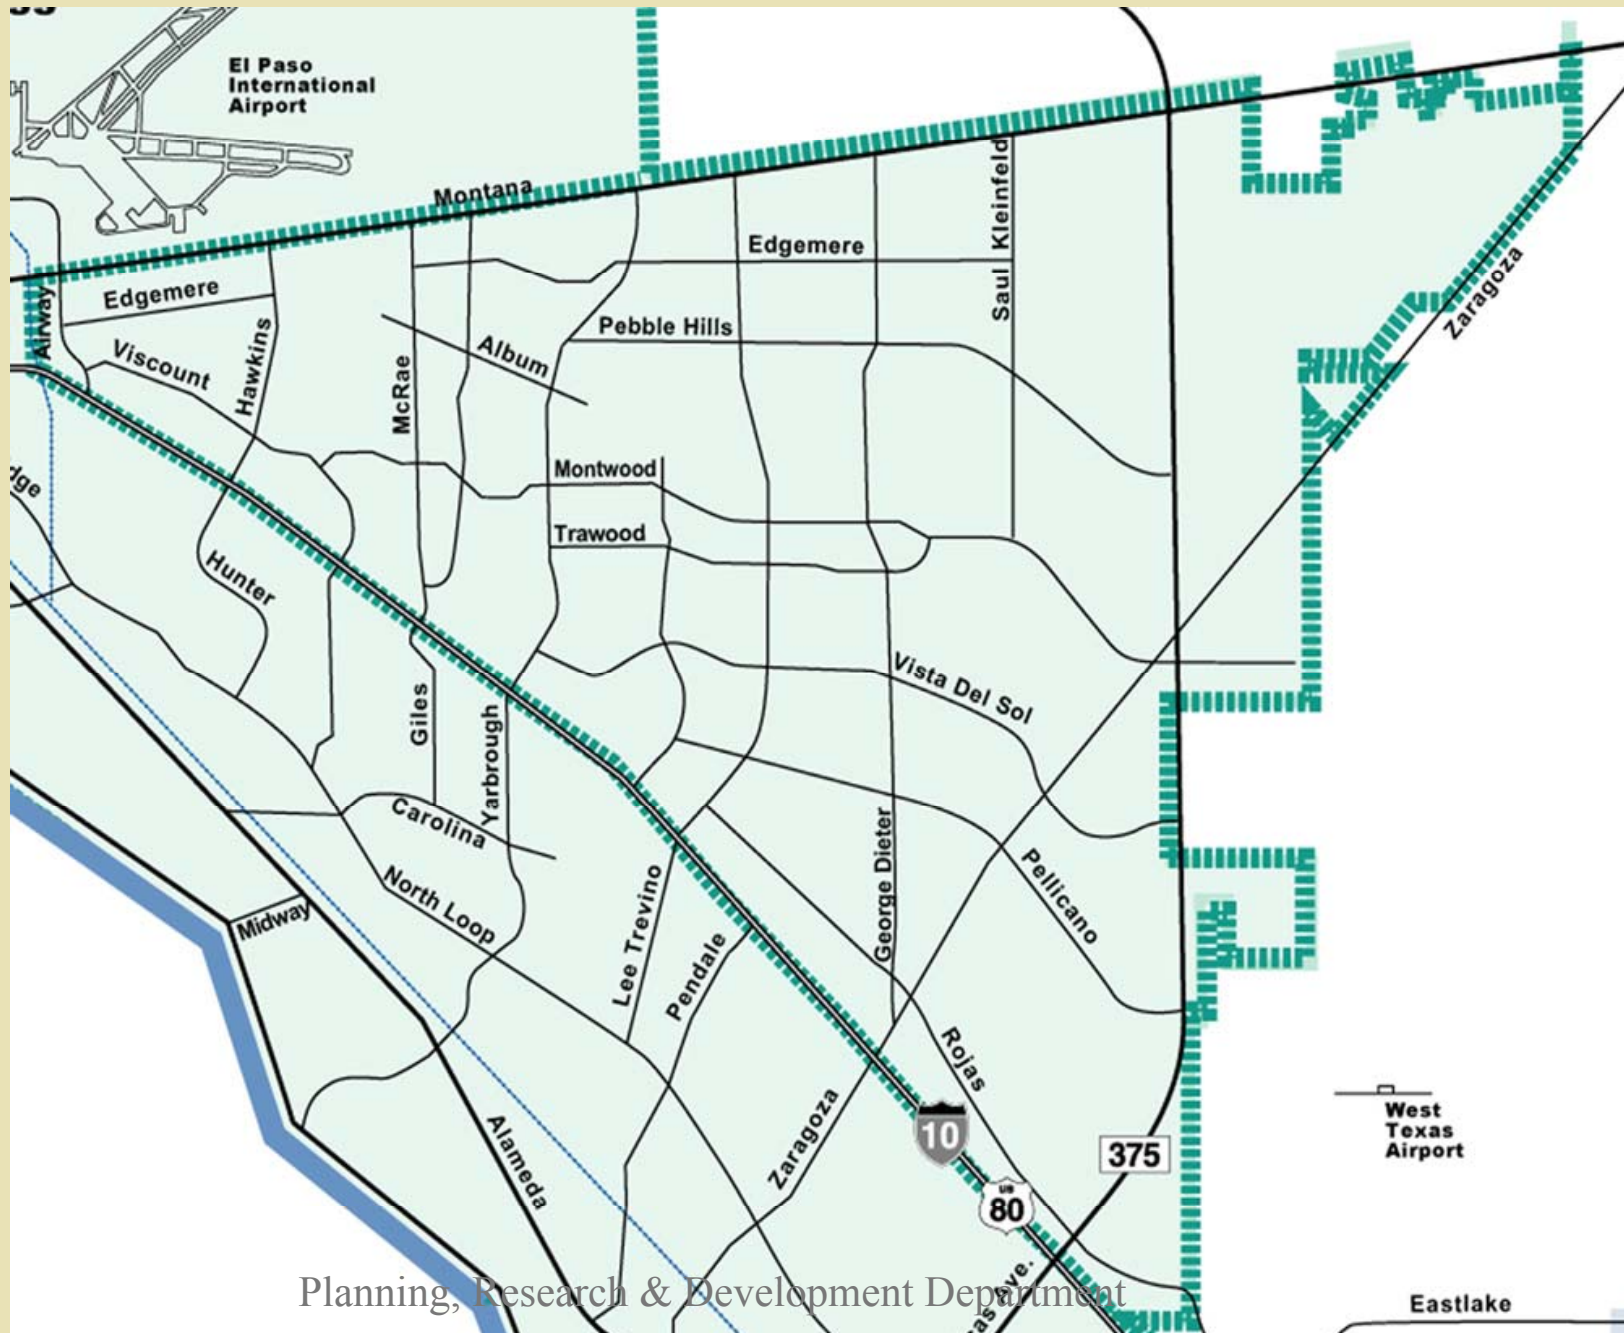 El Paso
International
Airport
Montana
Saul Kleinfeld
Edgemere
Zaragoza
Edgemere
Airway
Pebble Hills
Hawkins
Album
Viscount
McRae
Montwood
Trawood
Hunter
Vista Del Sol
Giles
Yarbrough
Carolina
George Dieter
Pellicano
North Loop
Lee Trevino
Midway
Pendale
Rojas
West
Texas
Airport
10
375
Zaragoza
Alameda
US
80
Ave.
Planning, Research & Development Department
Eastlake